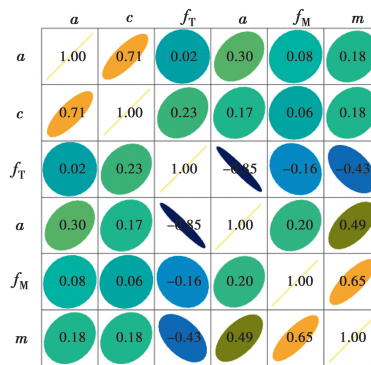 a c f_T a f_M m
a 1.00 0.71 0.02 0.30 0.08 0.18
c 0.71 1.00 0.23 0.17 0.06 0.18
f_T 0.02 0.23 1.00 −0.85 −0.16 −0.43
a 0.30 0.17 −0.85 1.00 0.20 0.49
f_M 0.08 0.06 −0.16 0.20 1.00 0.65
m 0.18 0.18 −0.43 0.49 0.65 1.00